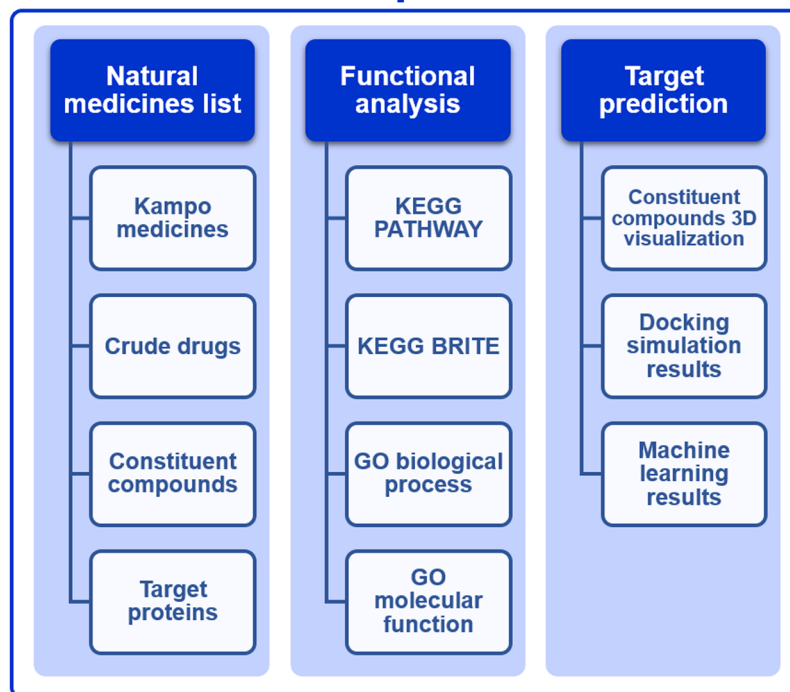 Natural
medicines list
Kampo
medicines
Crude drugs
Constituent
compounds
Target
proteins
Functional
analysis
KEGG
PATHWAY
KEGG BRITE
GO biological
process
GO
molecular
function
Target
prediction
Constituent
compounds 3D
visualization
Docking
simulation
results
Machine
learning
results